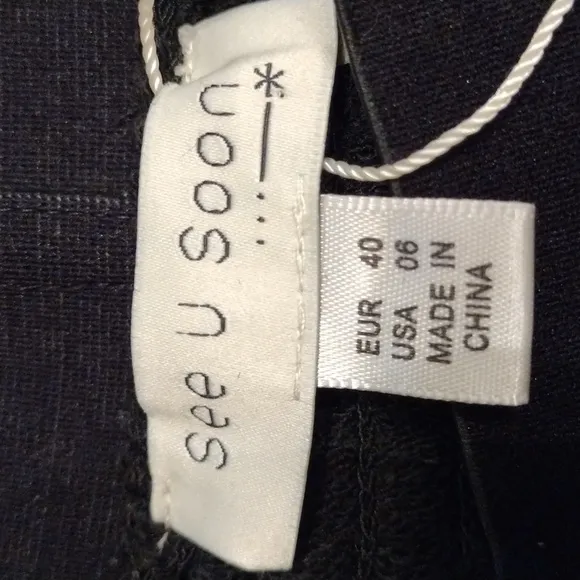 see u soon
...—*
EUR 40
USA 06
MADE IN
CHINA